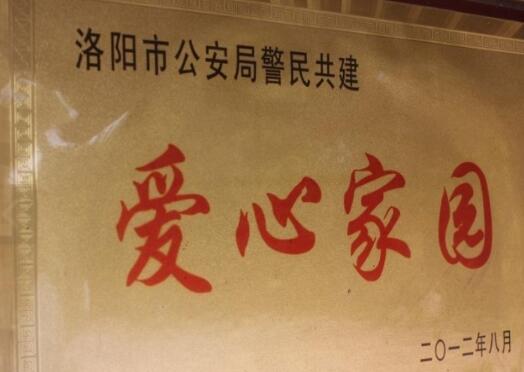 洛阳市公安局警民共建
爱心家园
二〇一二年八月